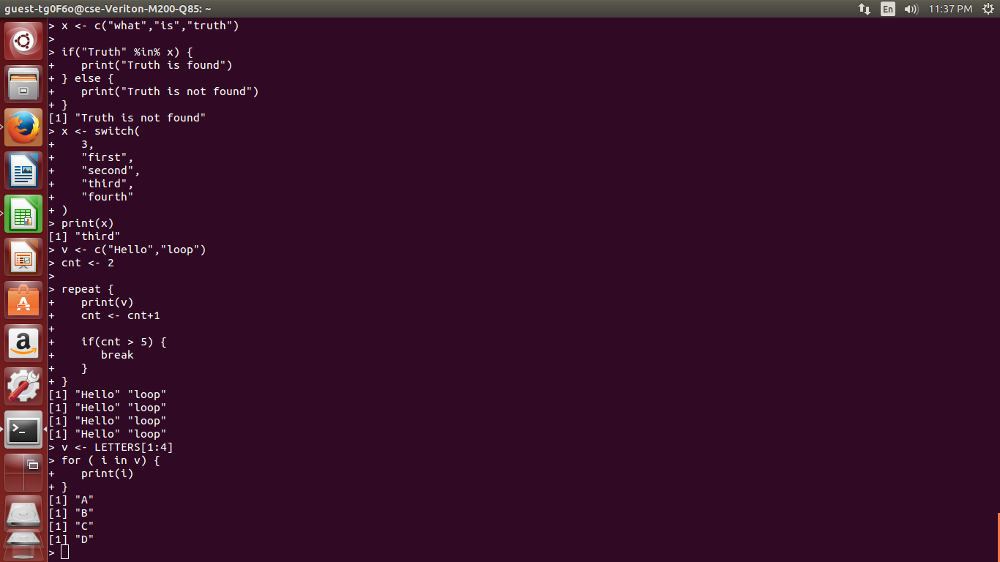 guest-tg0F6o@cse-Veriton-M200-Q85: ~
En
11:37 PM
> x <- c("what","is","truth")
>
> if("Truth" %in% x) {
+    print("Truth is found")
+ } else {
+    print("Truth is not found")
+ }
[1] "Truth is not found"
> x <- switch(
+    3,
+    "first",
+    "second",
+    "third",
+    "fourth"
+ )
> print(x)
[1] "third"
> v <- c("Hello","loop")
> cnt <- 2
>
> repeat {
+    print(v)
+    cnt <- cnt+1
+
+    if(cnt > 5) {
+       break
+    }
+ }
[1] "Hello" "loop"
[1] "Hello" "loop"
[1] "Hello" "loop"
[1] "Hello" "loop"
> v <- LETTERS[1:4]
> for ( i in v) {
+    print(i)
+ }
[1] "A"
[1] "B"
[1] "C"
[1] "D"
>